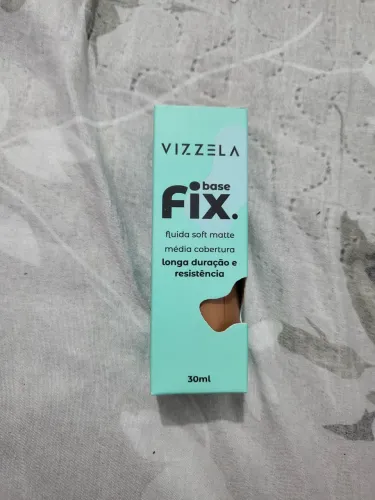 VIZZELA
base
Fix.
fluida soft matte
média cobertura
longa duração e
resistência
30ml